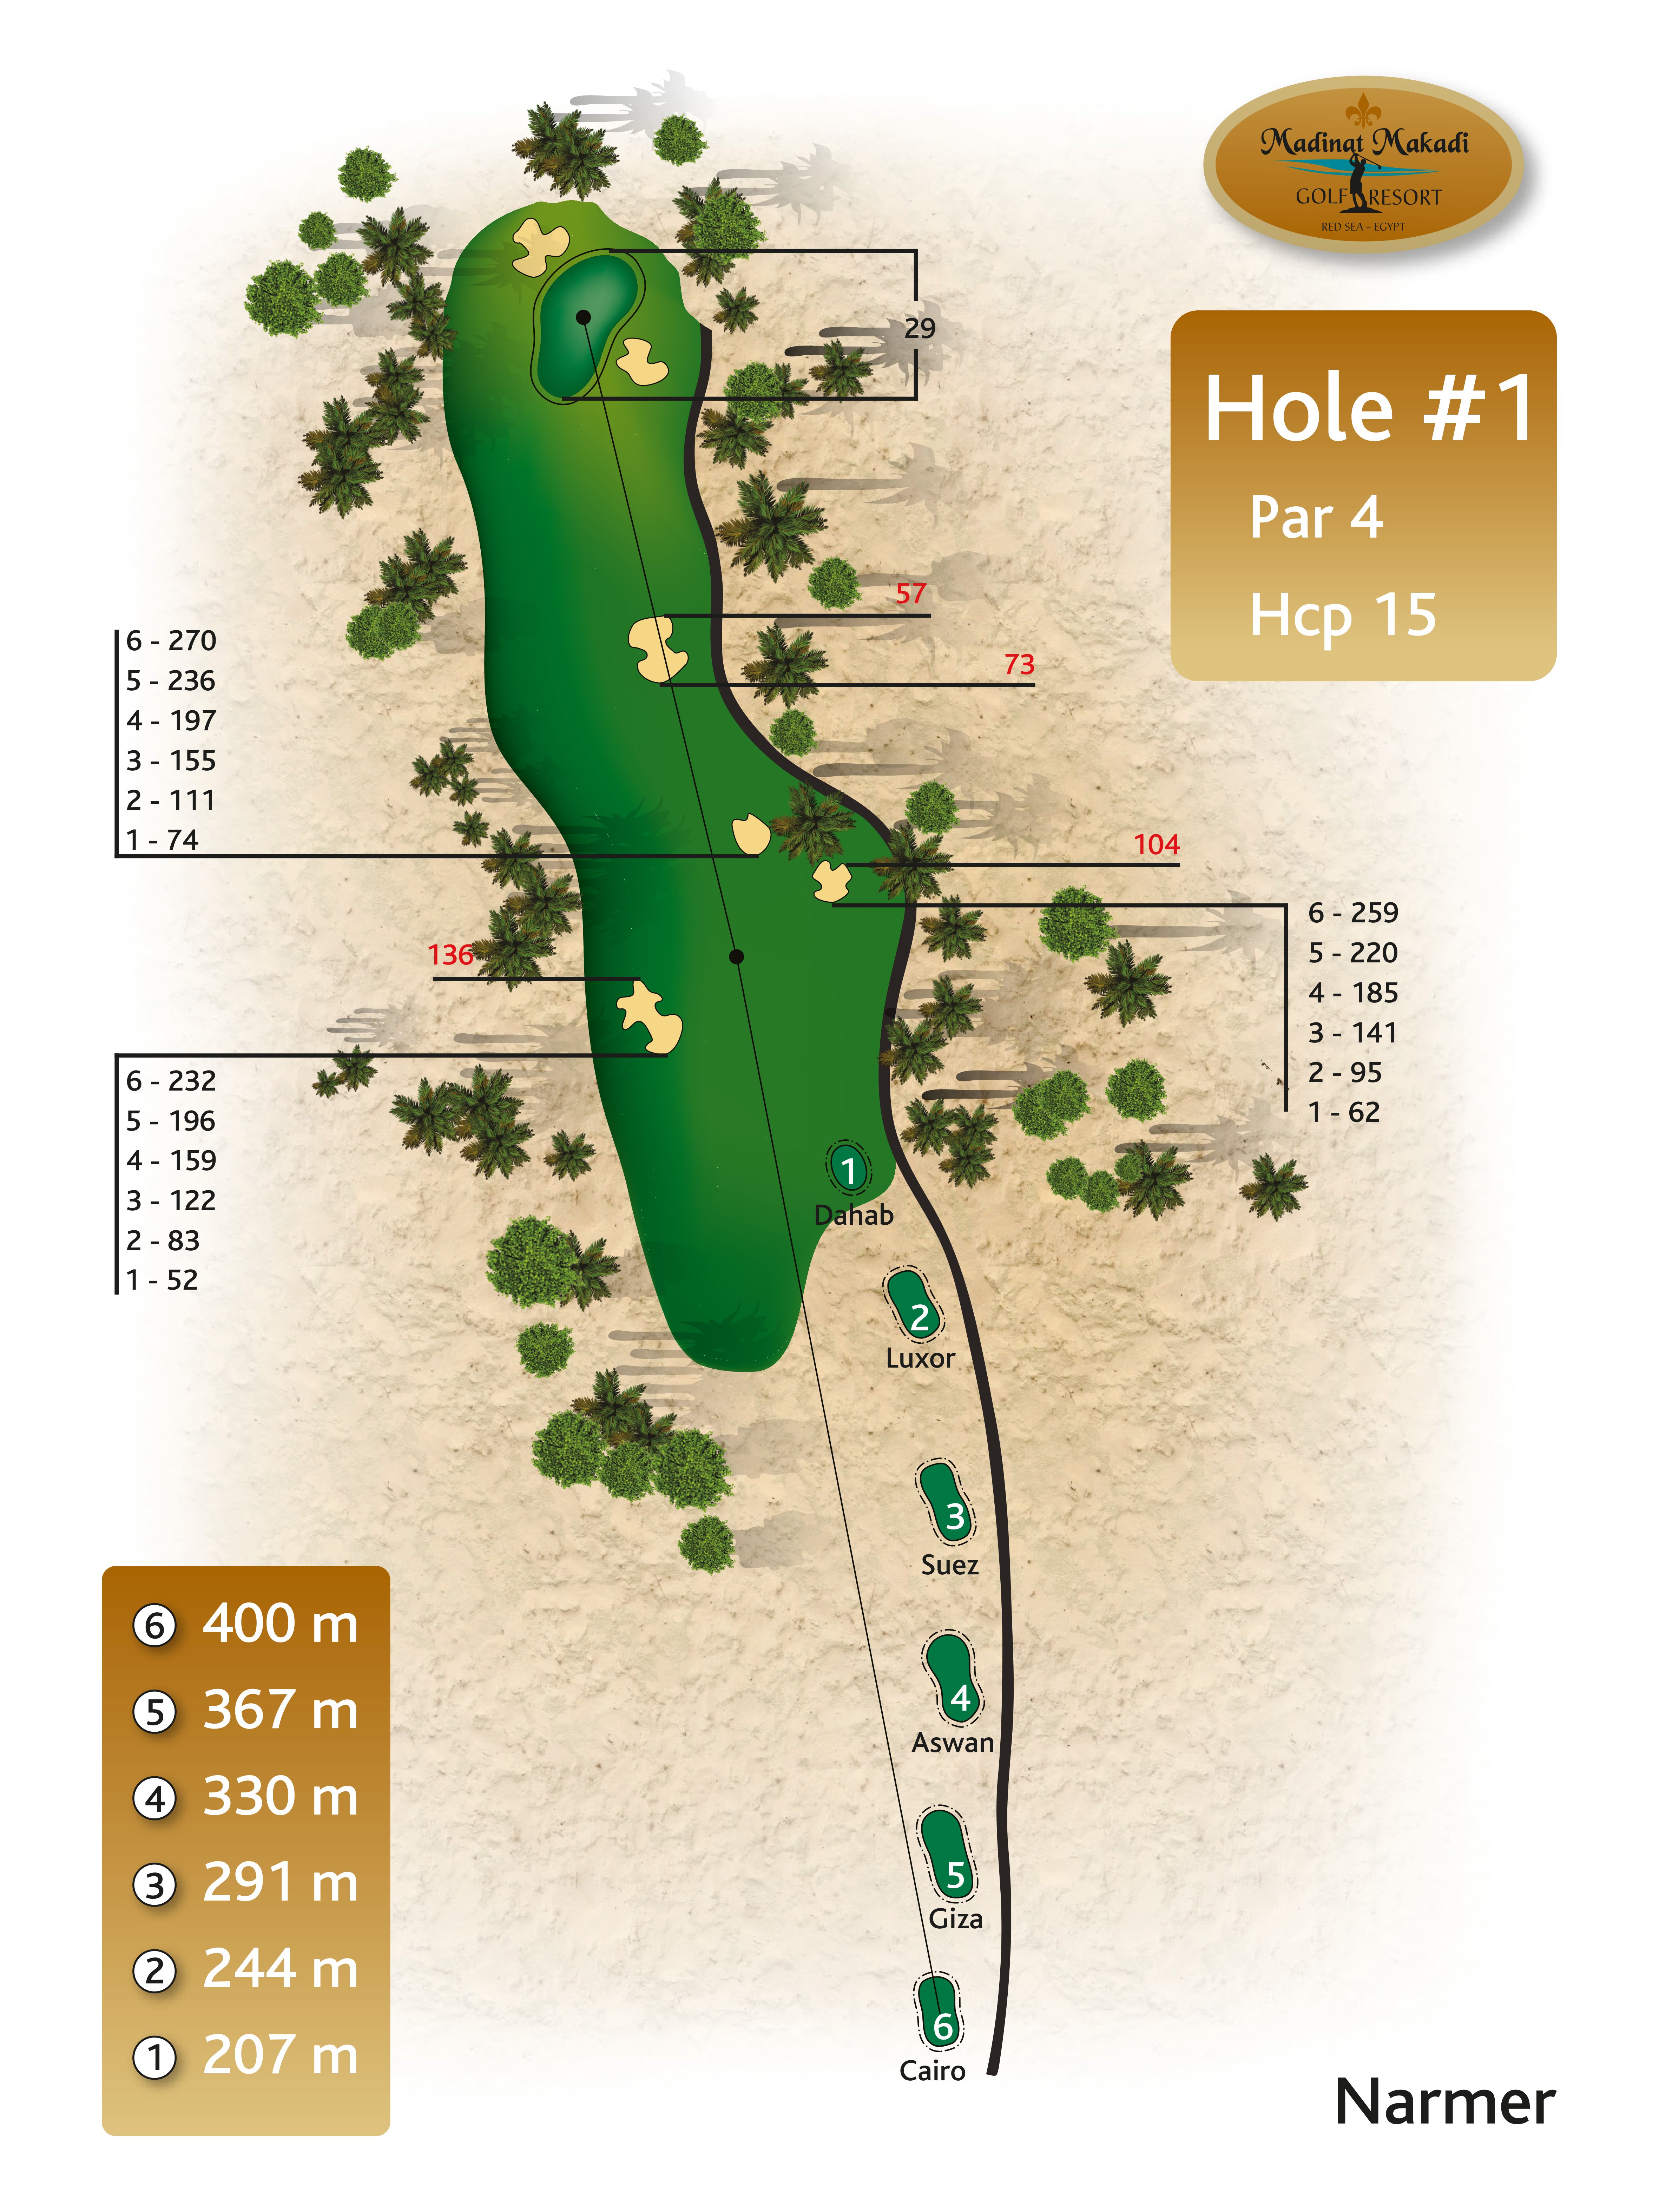 Madinat Makadi
GOLF RESORT
RED SEA – EGYPT
Hole #1
Par 4
Hcp 15
29
57
73
6 - 270
5 - 236
4 - 197
3 - 155
2 - 111
1 - 74
104
6 - 259
5 - 220
4 - 185
3 - 141
2 - 95
1 - 62
136
6 - 232
5 - 196
4 - 159
3 - 122
2 - 83
1 - 52
1
Dahab
2
Luxor
3
Suez
4
Aswan
5
Giza
6
Cairo
6 400 m
5 367 m
4 330 m
3 291 m
2 244 m
1 207 m
Narmer